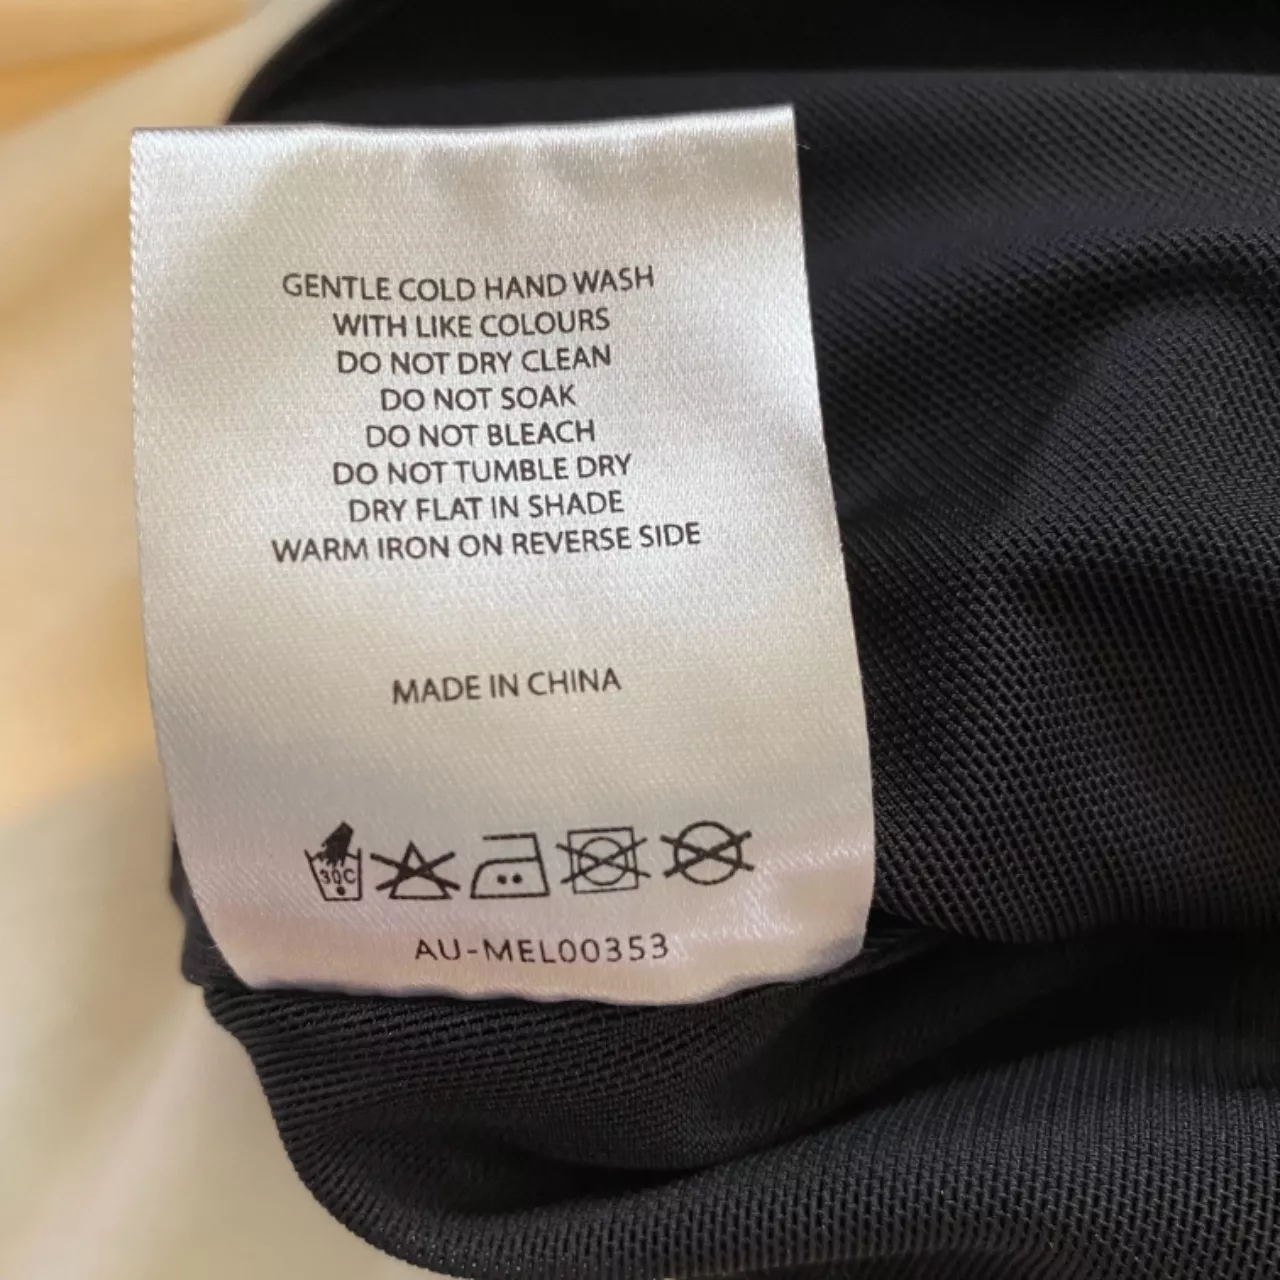 GENTLE COLD HAND WASH
WITH LIKE COLOURS
DO NOT DRY CLEAN
DO NOT SOAK
DO NOT BLEACH
DO NOT TUMBLE DRY
DRY FLAT IN SHADE
WARM IRON ON REVERSE SIDE
MADE IN CHINA
30C
AU-MEL00353